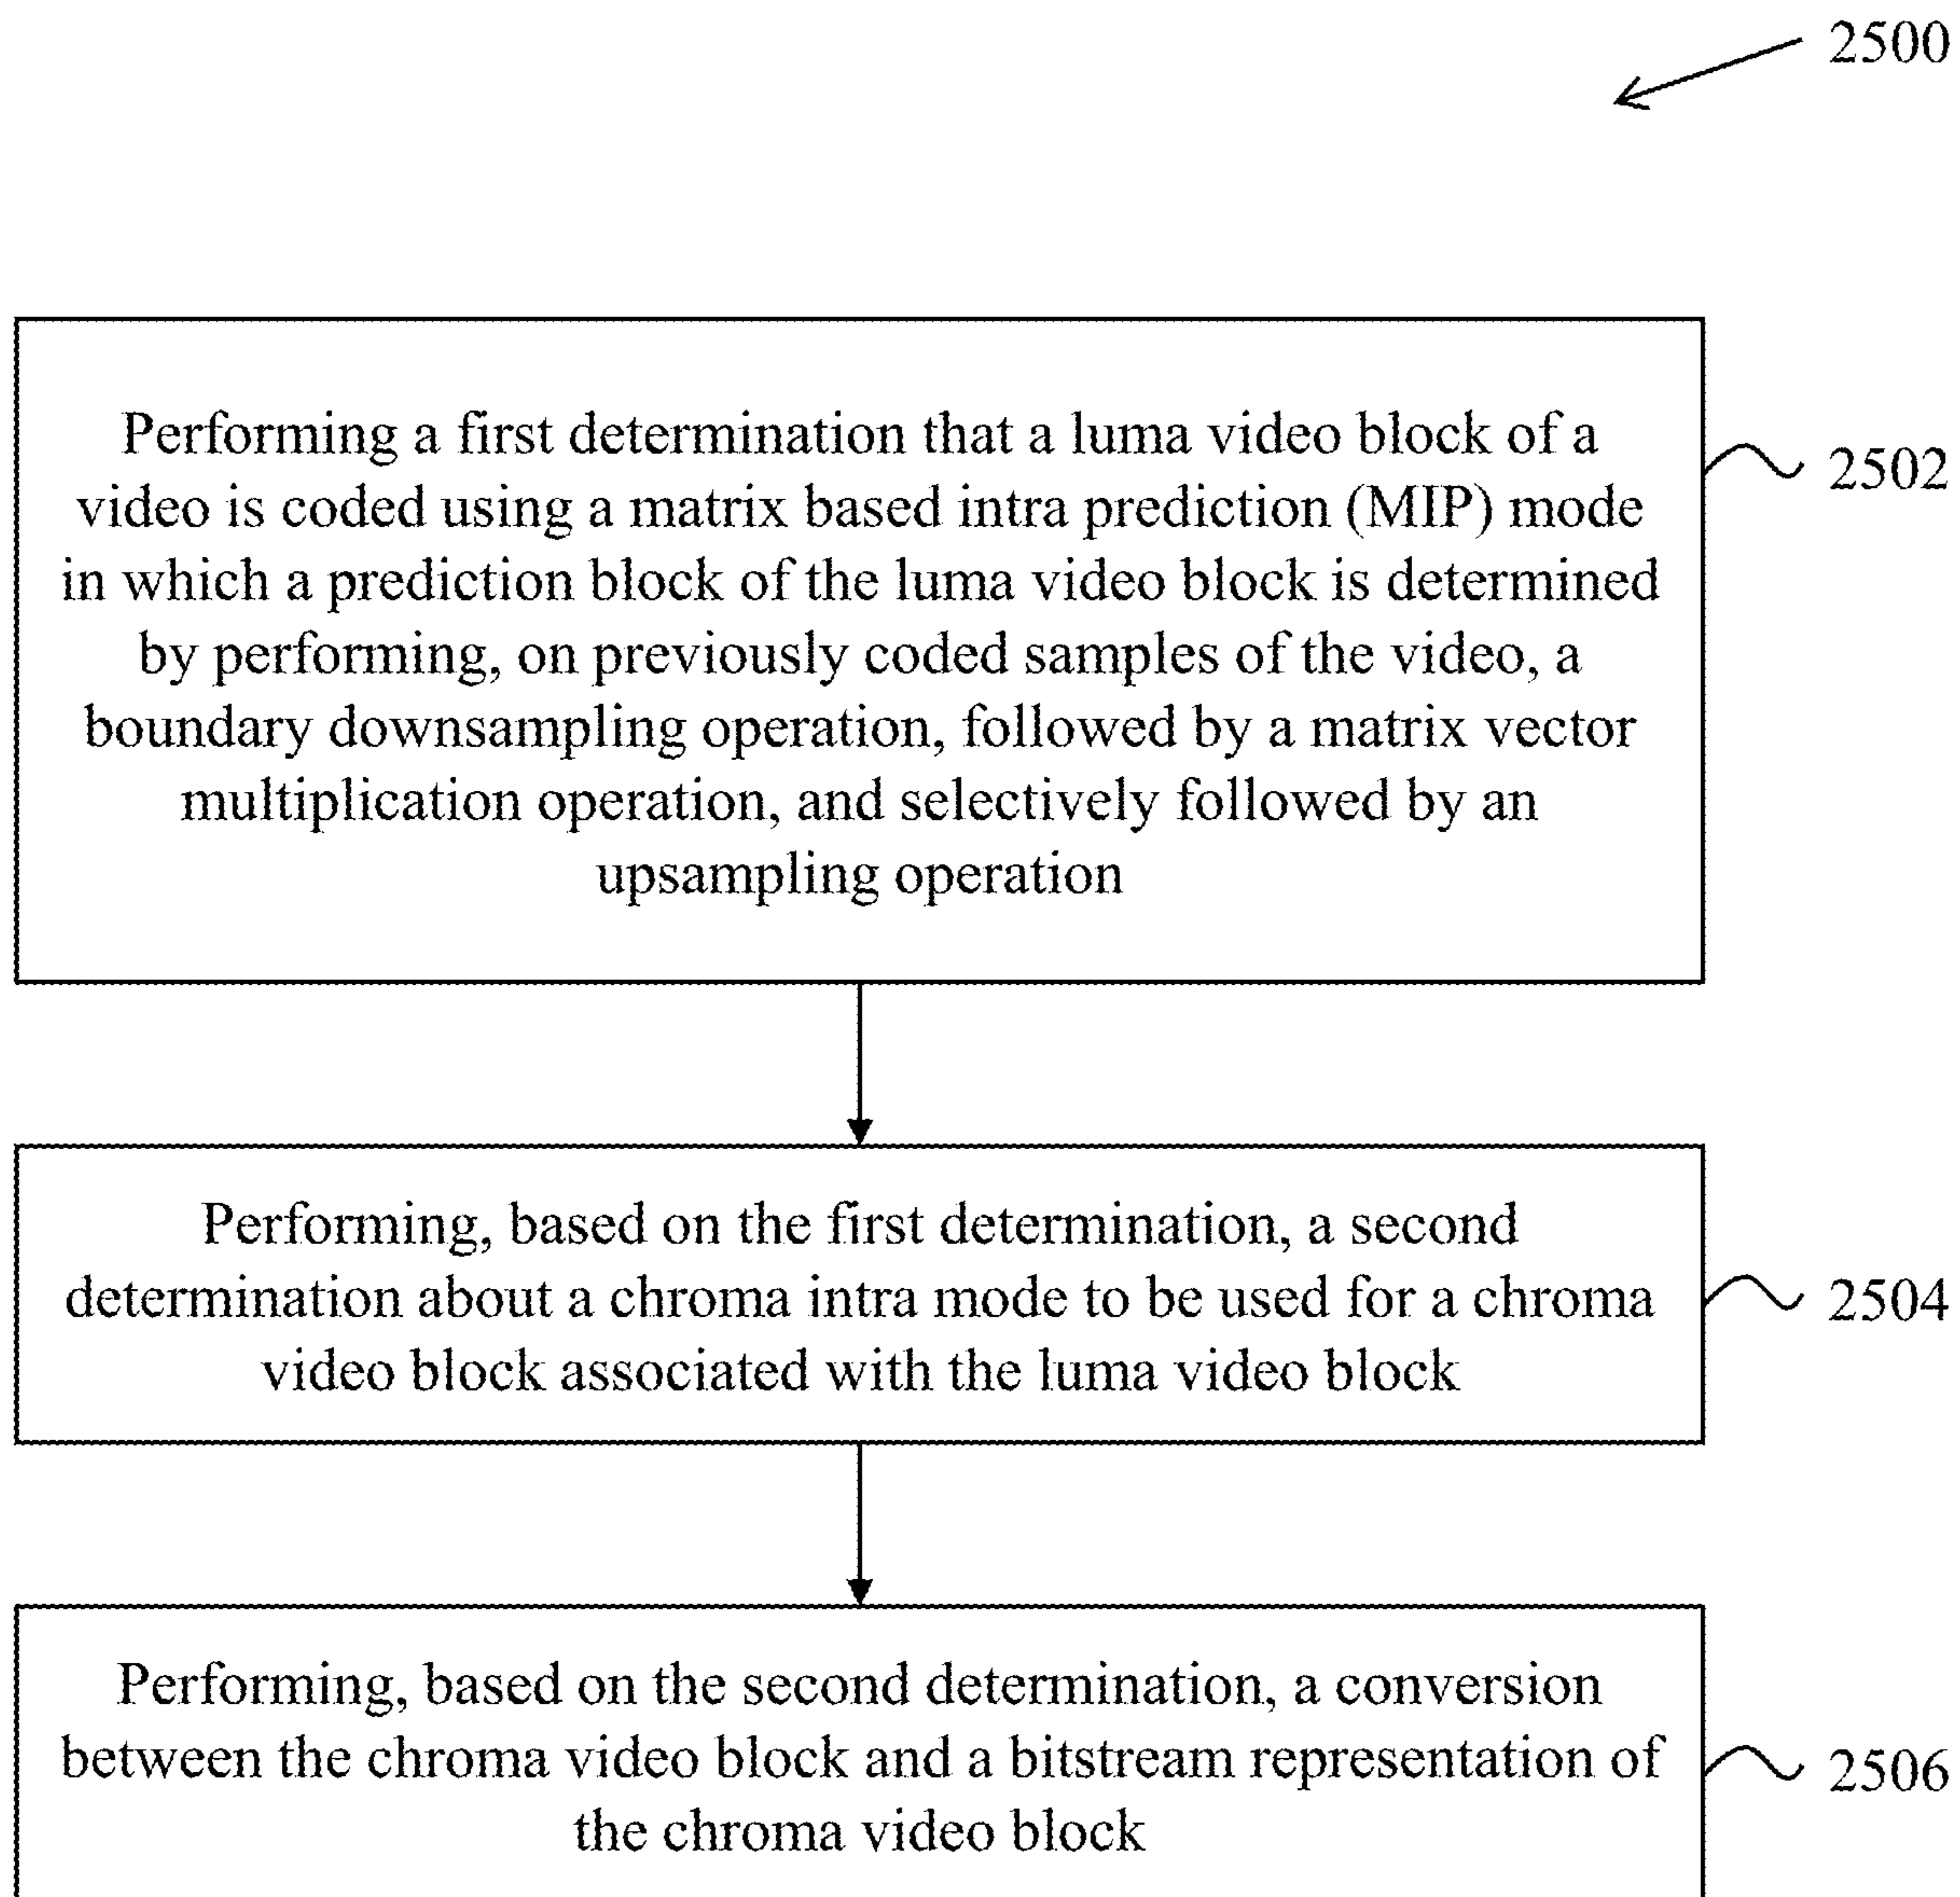 2500
Performing a first determination that a luma video block of a
video is coded using a matrix based intra prediction (MIP) mode
in which a prediction block of the luma video block is determined
by performing, on previously coded samples of the video, a
boundary downsampling operation, followed by a matrix vector
multiplication operation, and selectively followed by an
upsampling operation
2502
Performing, based on the first determination, a second
determination about a chroma intra mode to be used for a chroma
video block associated with the luma video block
2504
Performing, based on the second determination, a conversion
between the chroma video block and a bitstream representation of
the chroma video block
2506